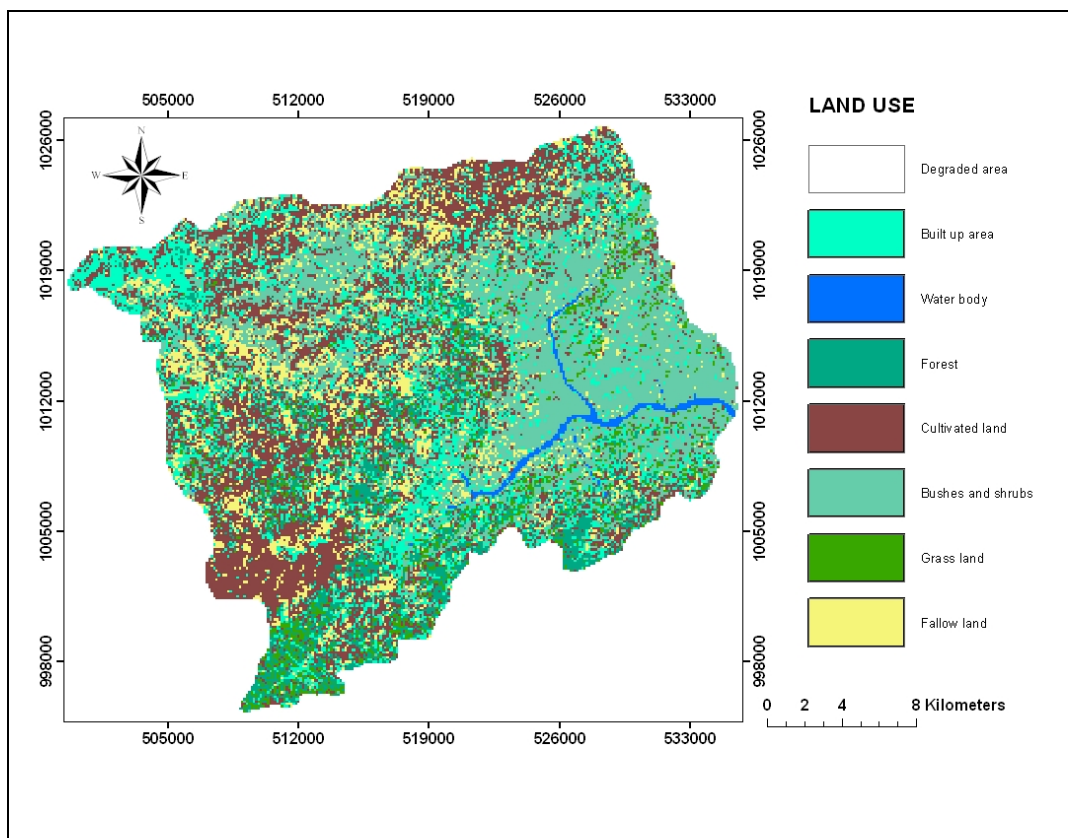 505000 512000 519000 526000 533000
LAND USE
N
W E
S
1026000
1019000
1012000
1005000
998000
1026000
1019000
1012000
1005000
998000
Degraded area
Built up area
Water body
Forest
Cultivated land
Bushes and shrubs
Grass land
Fallow land
0 2 4 8 Kilometers
505000 512000 519000 526000 533000